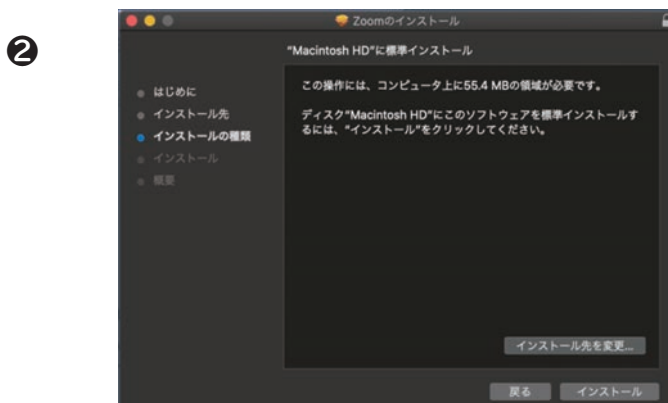 ❷
Zoomのインストール
"Macintosh HD"に標準インストール
はじめに
インストール先
インストールの種類
インストール
概要
この操作には、コンピュータ上に55.4 MBの領域が必要です。
ディスク"Macintosh HD"にこのソフトウェアを標準インストールす
るには、"インストール"をクリックしてください。
インストール先を変更...
戻る
インストール